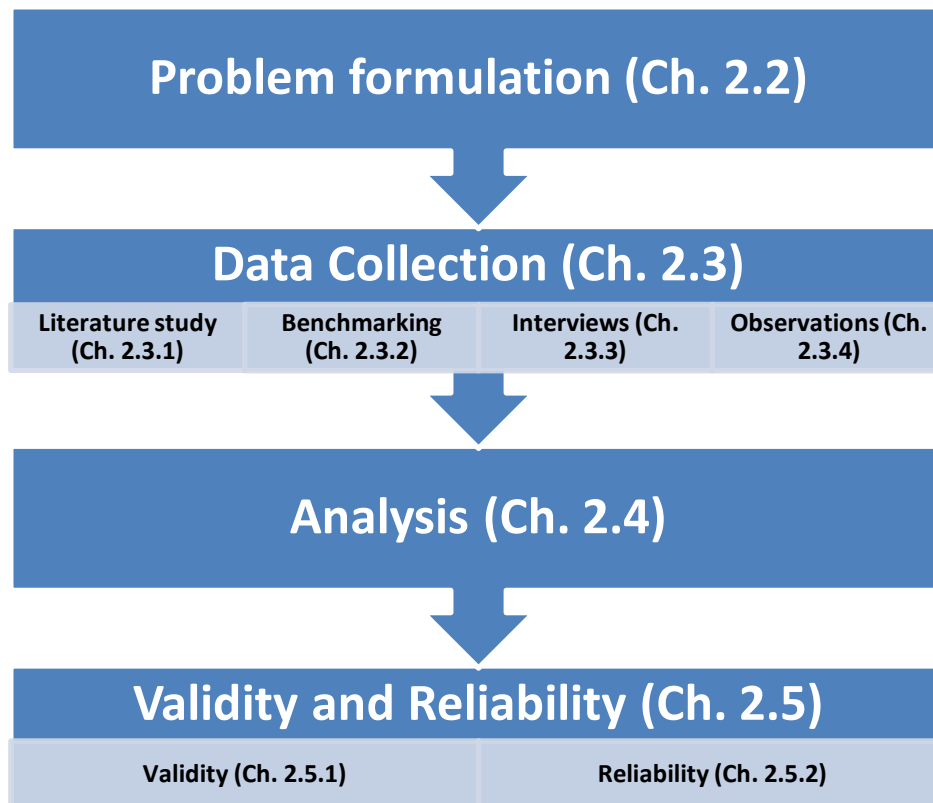 Problem formulation (Ch. 2.2)
Data Collection (Ch. 2.3)
Literature study
(Ch. 2.3.1)
Benchmarking
(Ch. 2.3.2)
Interviews (Ch.
2.3.3)
Observations (Ch.
2.3.4)
Analysis (Ch. 2.4)
Validity and Reliability (Ch. 2.5)
Validity (Ch. 2.5.1)
Reliability (Ch. 2.5.2)